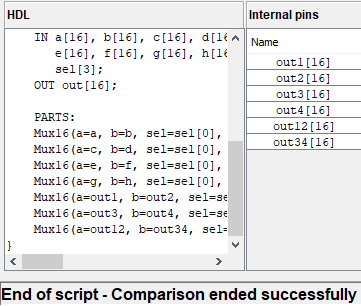 HDL
IN a[16], b[16], c[16], d[16
e[16], f[16], g[16], h[16
sel[3];
OUT out[16];
PARTS:
Mux16(a=a, b=b, sel=sel[0],
Mux16(a=c, b=d, sel=sel[0],
Mux16(a=e, b=f, sel=sel[0],
Mux16(a=g, b=h, sel=sel[0],
Mux16(a=out1, b=out2, sel=se
Mux16(a=out3, b=out4, sel=se
Mux16(a=out12, b=out34, sel=
}
Internal pins
Name
out1[16]
out2[16]
out3[16]
out4[16]
out12[16]
out34[16]
End of script - Comparison ended successfully